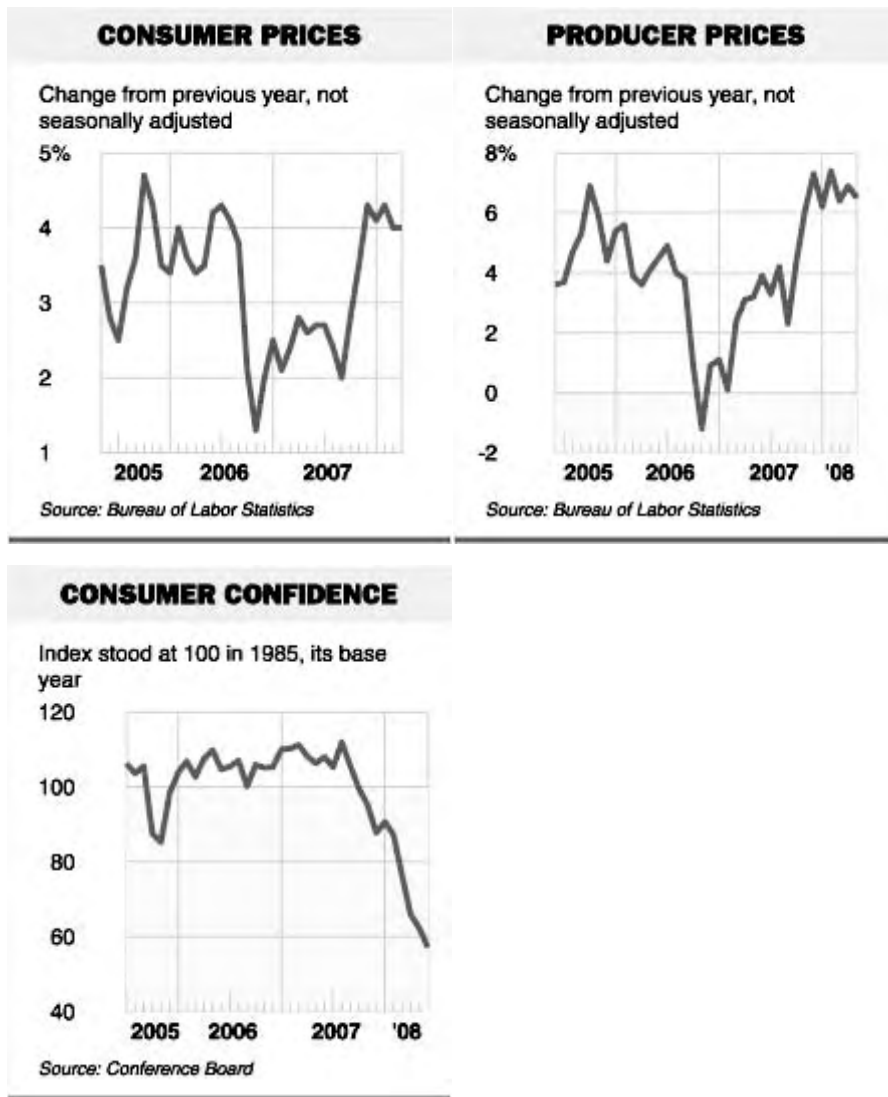 CONSUMER PRICES
Change from previous year, not
seasonally adjusted
5%
4
3
2
1
2005 2006 2007
Source: Bureau of Labor Statistics
PRODUCER PRICES
Change from previous year, not
seasonally adjusted
8%
6
4
2
0
-2
2005 2006 2007 '08
Source: Bureau of Labor Statistics
CONSUMER CONFIDENCE
Index stood at 100 in 1985, its base
year
120
100
80
60
40
2005 2006 2007 '08
Source: Conference Board